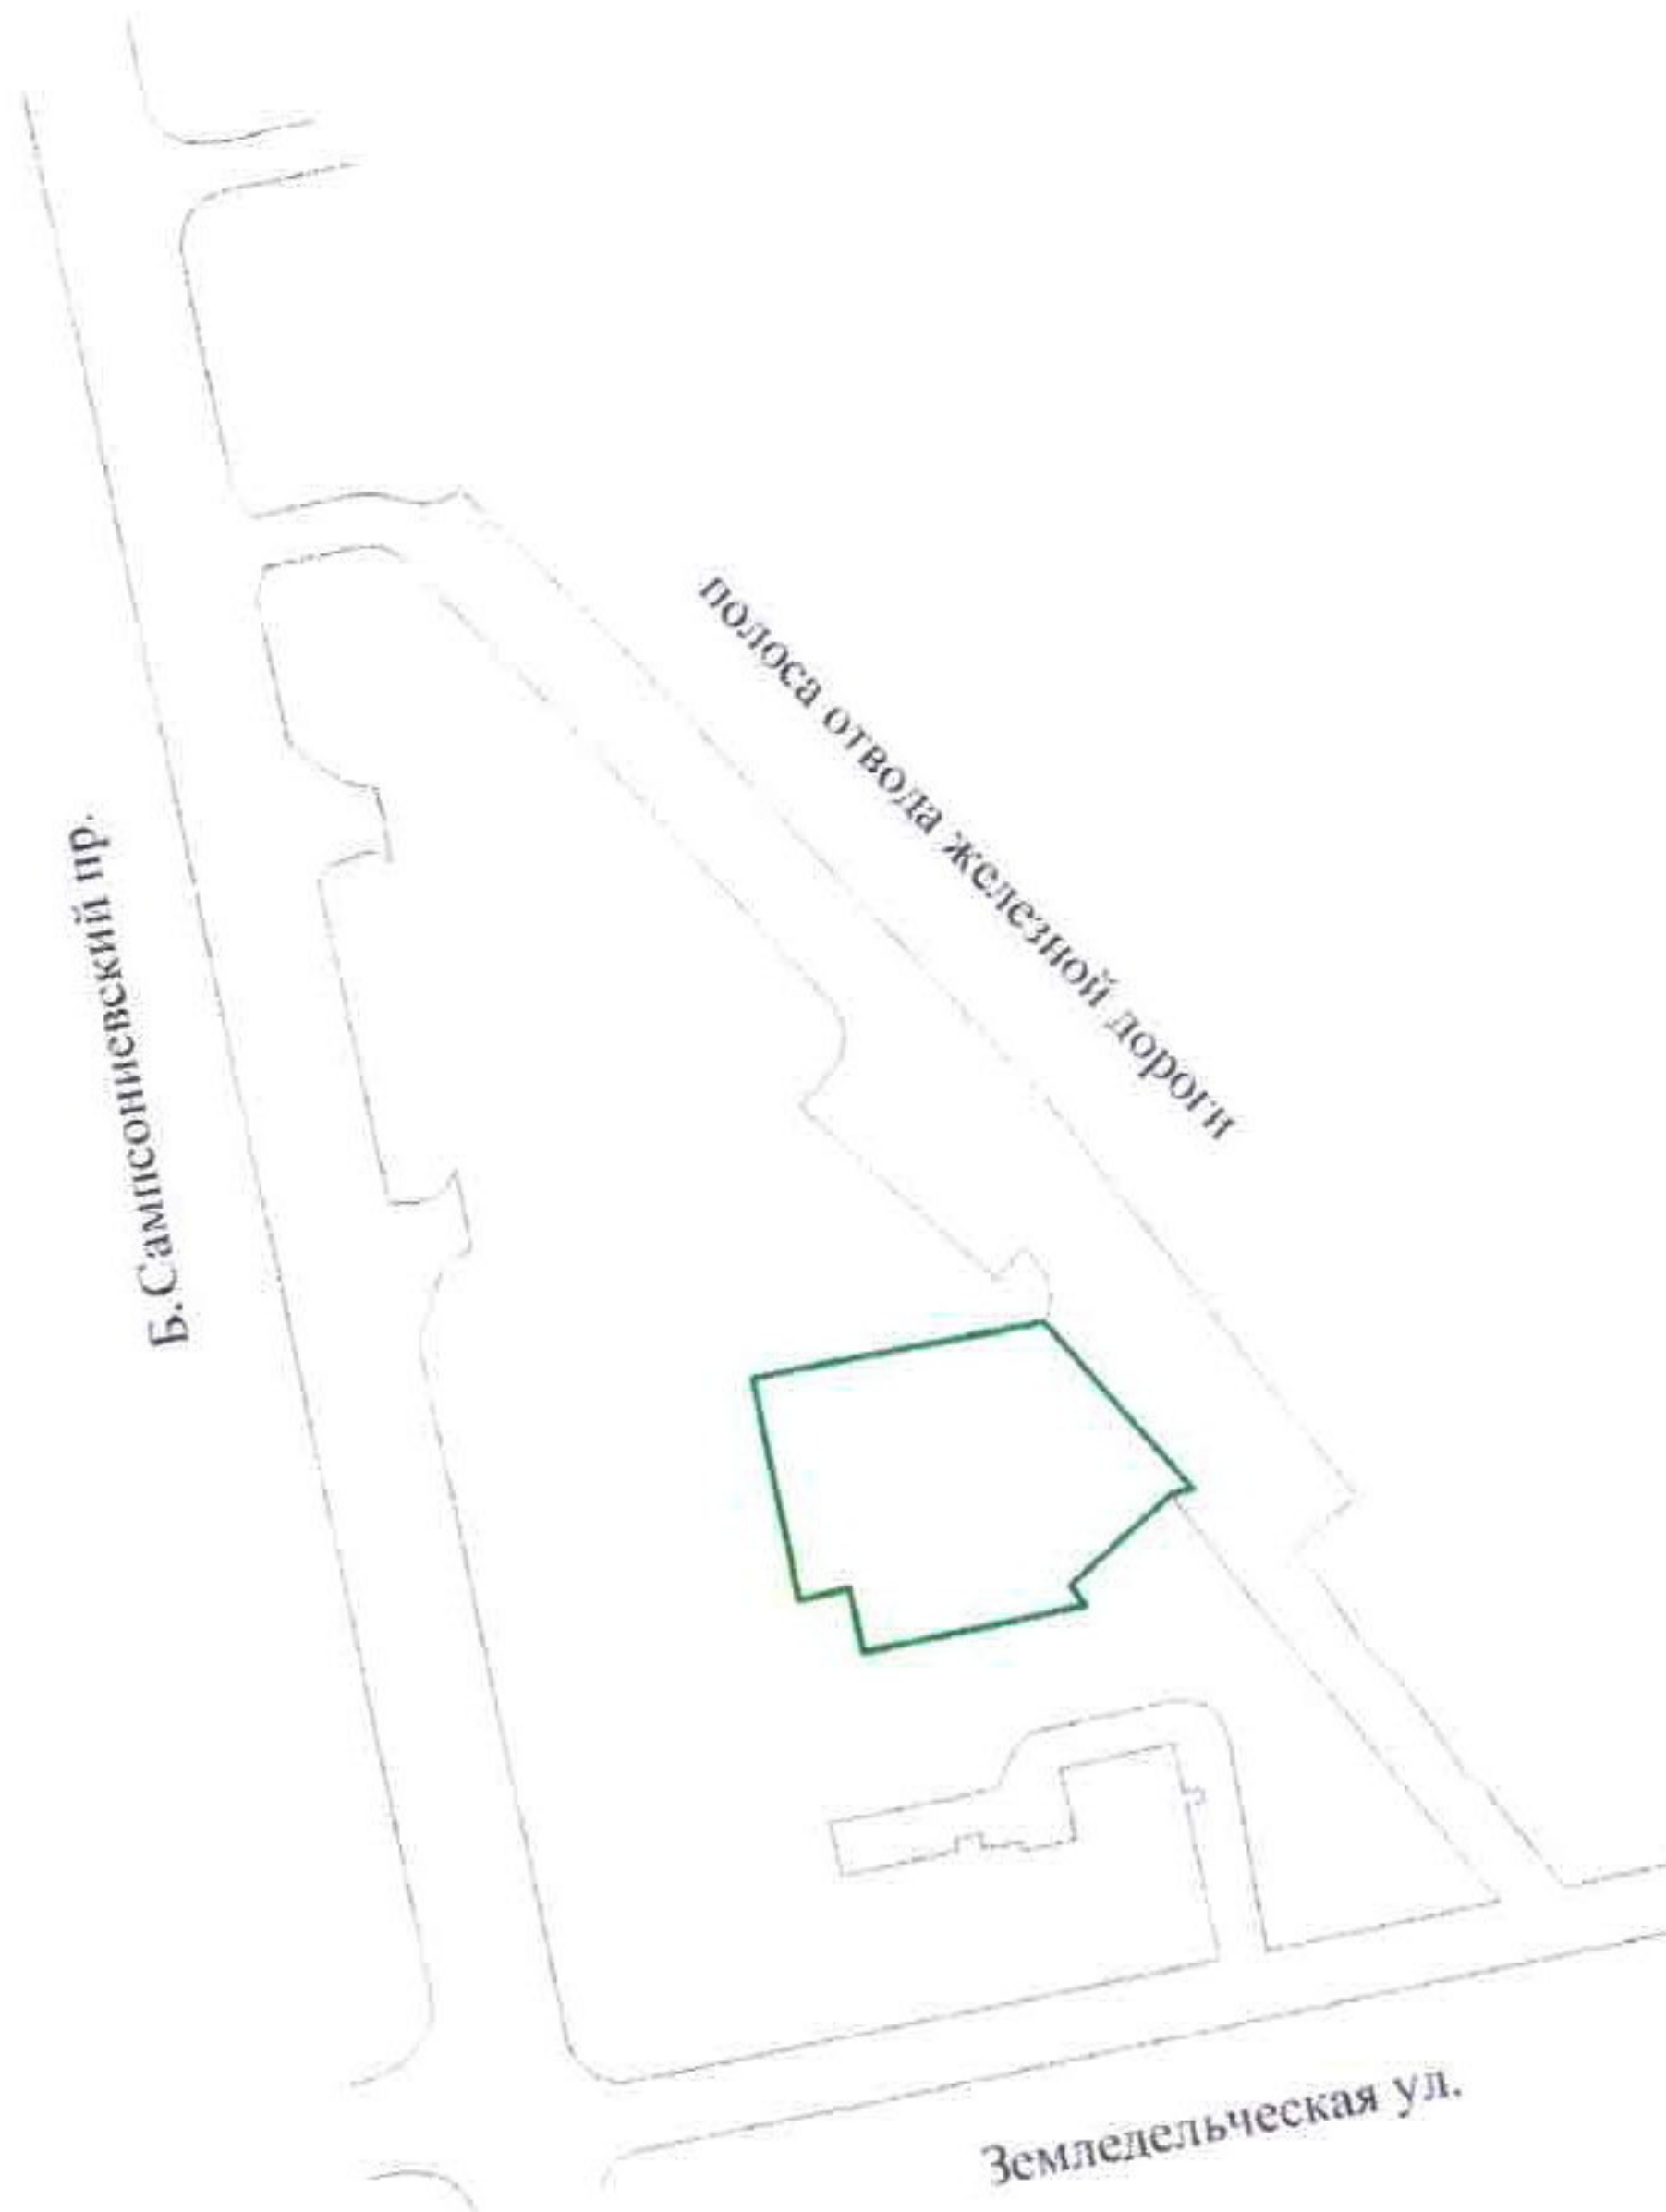 полоса отвода железной дороги
Б.Сампсониевский пр.
Земледельческая ул.